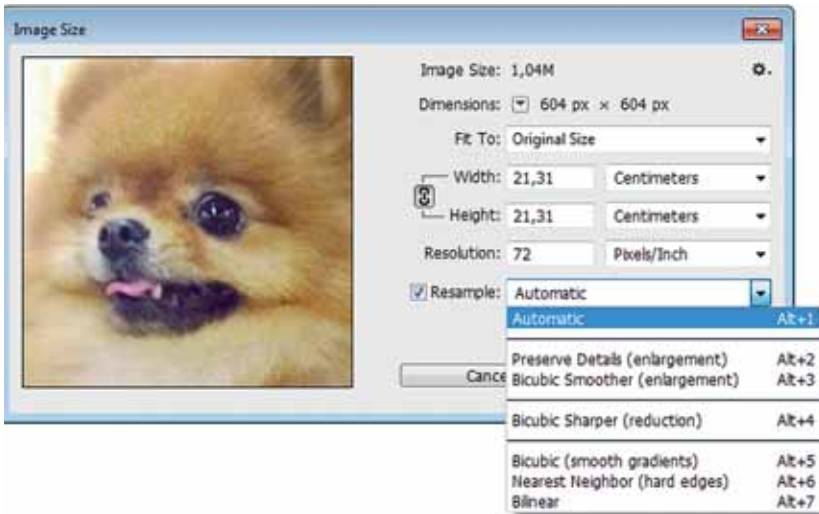 Image Size
Image Size: 1,04M
Dimensions: 604 px × 604 px
Fit To: Original Size
Width: 21,31 Centimeters
Height: 21,31 Centimeters
Resolution: 72 Pixels/Inch
Resample: Automatic
Automatic Alt+1
Preserve Details (enlargement) Alt+2
Cance
Bicubic Smoother (enlargement) Alt+3
Bicubic Sharper (reduction) Alt+4
Bicubic (smooth gradients) Alt+5
Nearest Neighbor (hard edges) Alt+6
Bilinear Alt+7